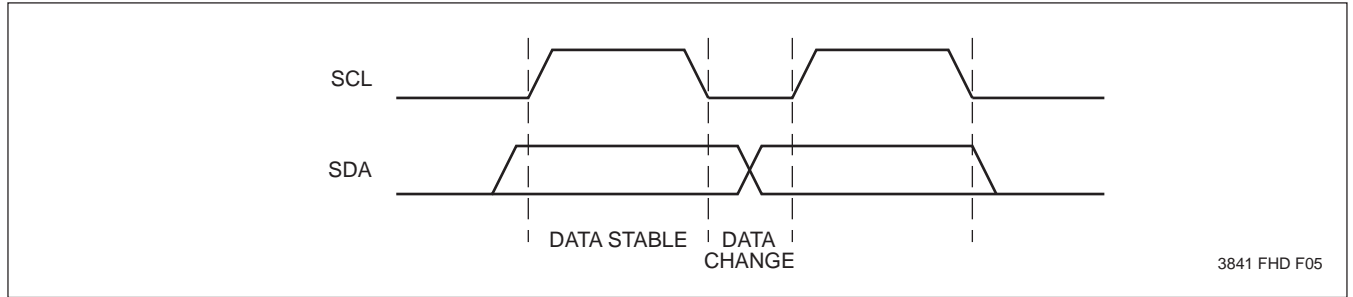 SCL
SDA
DATA STABLE
DATA
CHANGE
3841 FHD F05